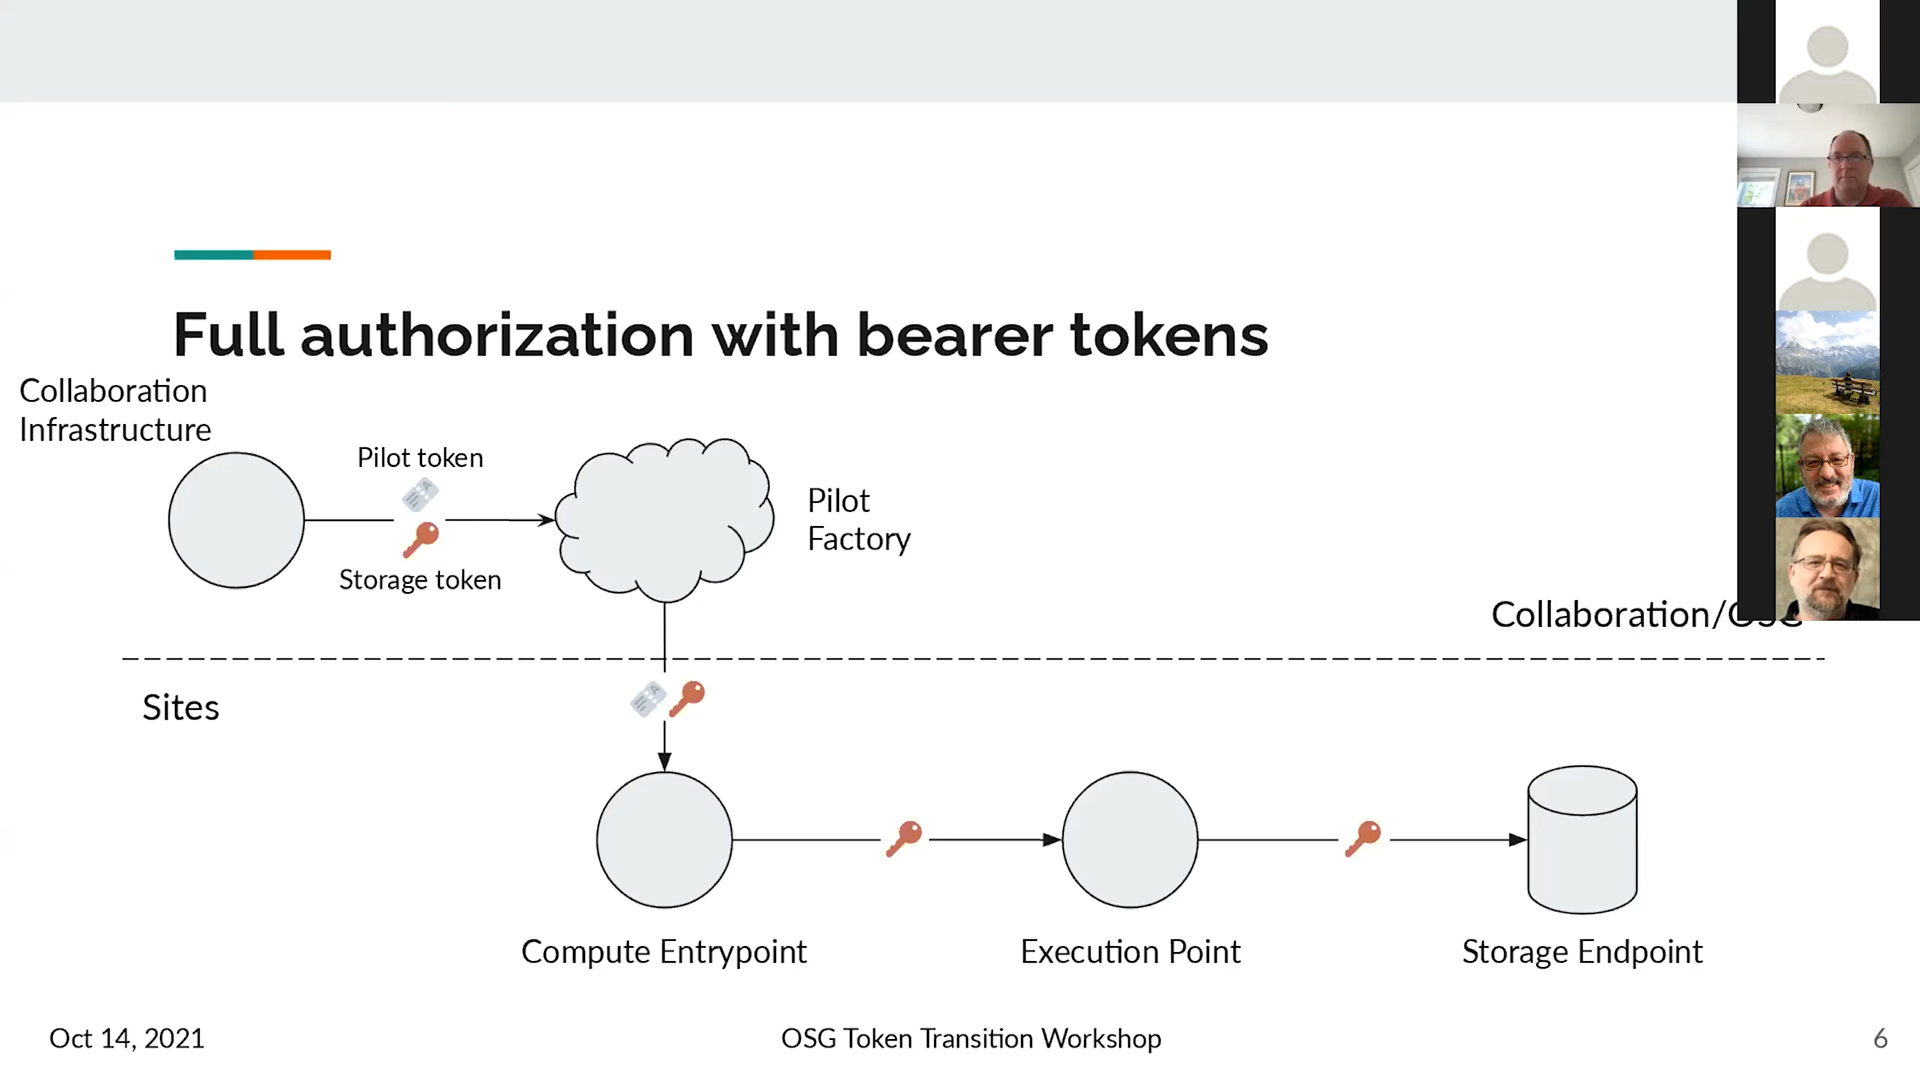 Full authorization with bearer tokens
Collaboration
Infrastructure
Pilot token
Storage token
Pilot
Factory
Collaboration/OSG
Sites
Compute Entrypoint
Execution Point
Storage Endpoint
Oct 14, 2021
OSG Token Transition Workshop
6